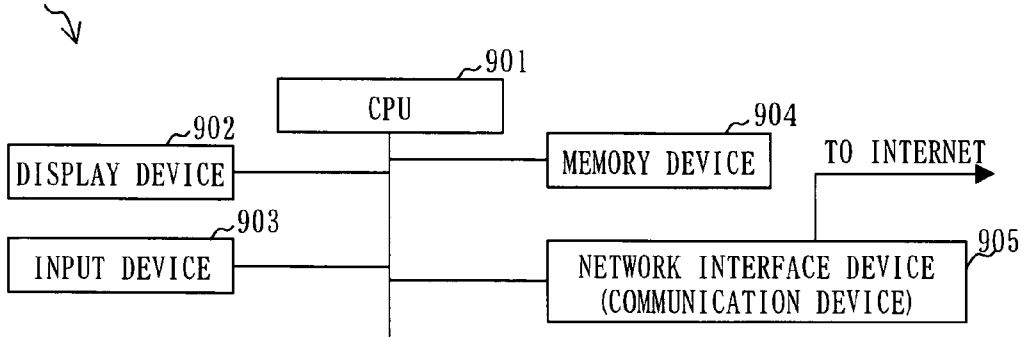 901
CPU
902
DISPLAY DEVICE
904
MEMORY DEVICE
TO INTERNET
903
INPUT DEVICE
905
NETWORK INTERFACE DEVICE
(COMMUNICATION DEVICE)